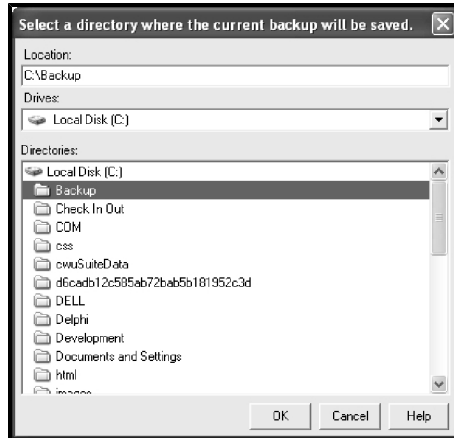 Select a directory where the current backup will be saved.
Location:
C:\Backup
Drives:
Local Disk (C:)
Directories:
Local Disk (C:)
Backup
Check In Out
COM
css
cwuSuiteData
d6cadb12c585ab72bab5b181952c3d
DELL
Delphi
Development
Documents and Settings
html
images
OK Cancel Help